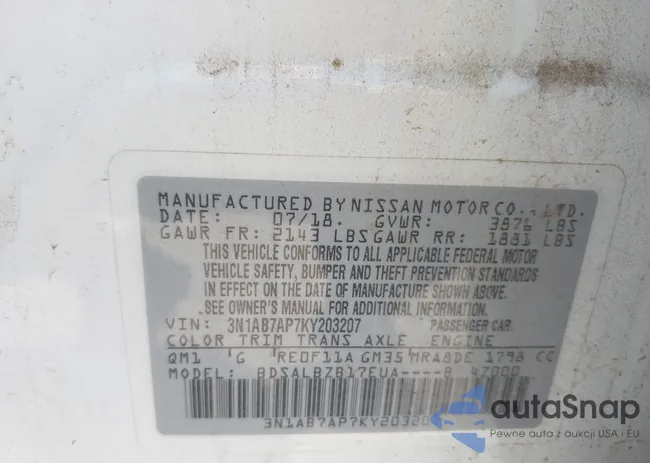 MANUFACTURED BY NISSAN MOTOR CO., LTD.
DATE: 07/18. GVWR: 3876 LBS
GAWR FR: 2143 LBS GAWR RR: 1881 LBS
THIS VEHICLE CONFORMS TO ALL APPLICABLE FEDERAL MOTOR
VEHICLE SAFETY, BUMPER AND THEFT PREVENTION STANDARDS
IN EFFECT ON THE DATE OF MANUFACTURE SHOWN ABOVE.
SEE OWNER'S MANUAL FOR ADDITIONAL INFORMATION.
VIN: 3N1AB7AP7KY203207 PASSENGER CAR
COLOR TRIM TRANS AXLE ENGINE
QM1 G RE0F11A GM35 MRA8DE 1798 CC
MODEL: BDSALBZB17EUA----8 4Z000
3N1AB7AP7KY20320
autoSnap
Pewne auta z aukcji USA i EU